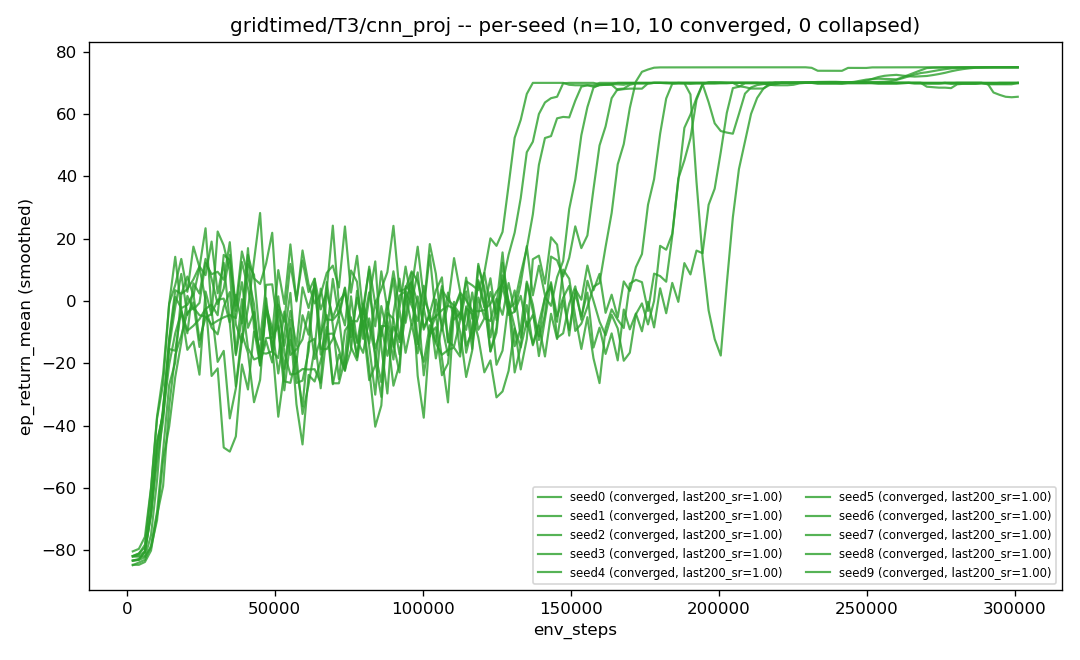 gridtimed/T3/cnn_proj -- per-seed (n=10, 10 converged, 0 collapsed)
ep_return_mean (smoothed)
80
60
40
20
0
−20
−40
−60
−80
seed0 (converged, last200_sr=1.00)
seed1 (converged, last200_sr=1.00)
seed2 (converged, last200_sr=1.00)
seed3 (converged, last200_sr=1.00)
seed4 (converged, last200_sr=1.00)
seed5 (converged, last200_sr=1.00)
seed6 (converged, last200_sr=1.00)
seed7 (converged, last200_sr=1.00)
seed8 (converged, last200_sr=1.00)
seed9 (converged, last200_sr=1.00)
0 50000 100000 150000 200000 250000 300000
env_steps